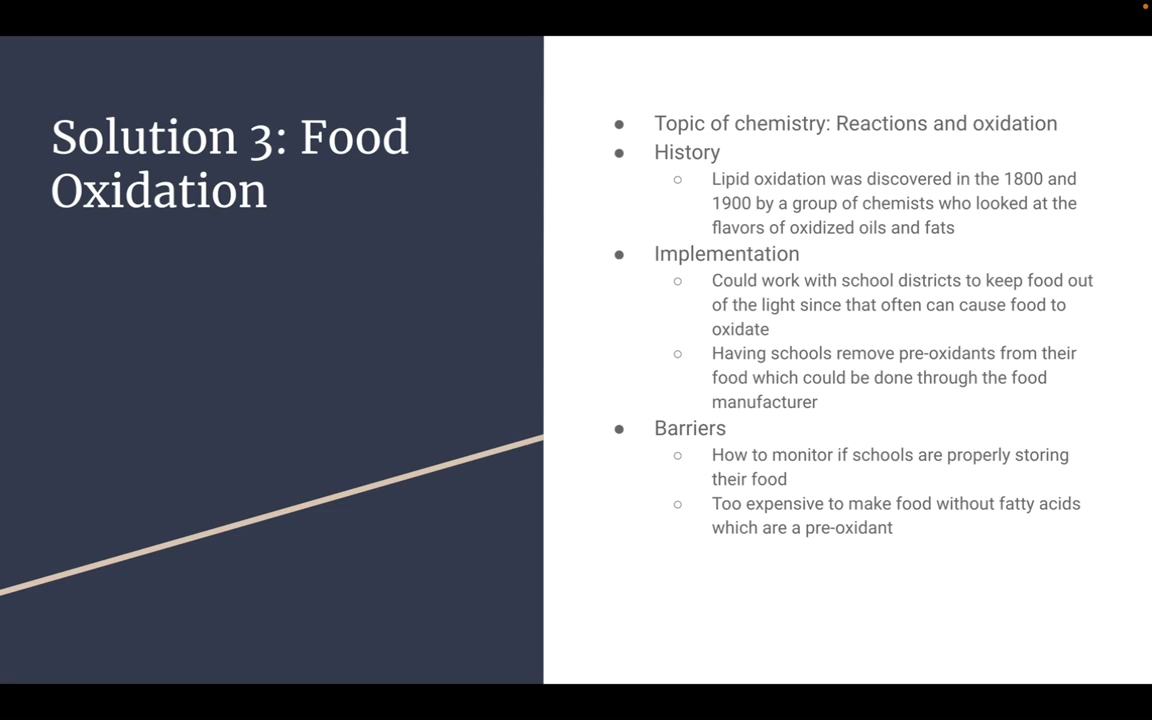 Solution 3: Food
Oxidation
● Topic of chemistry: Reactions and oxidation
● History
○ Lipid oxidation was discovered in the 1800 and
1900 by a group of chemists who looked at the
flavors of oxidized oils and fats
● Implementation
○ Could work with school districts to keep food out
of the light since that often can cause food to
oxidate
○ Having schools remove pre-oxidants from their
food which could be done through the food
manufacturer
● Barriers
○ How to monitor if schools are properly storing
their food
○ Too expensive to make food without fatty acids
which are a pre-oxidant